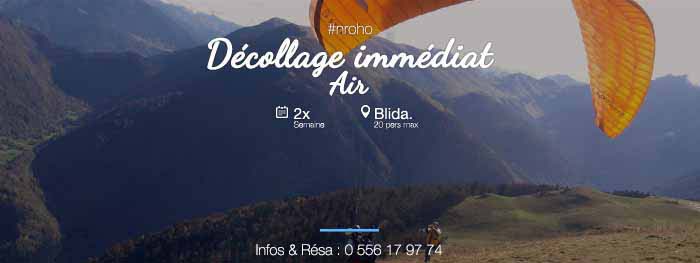 #nroho
Décollage immédiat
Air
2x
Semaine
Blida.
20 pers max
Infos & Résa : 0 556 17 97 74